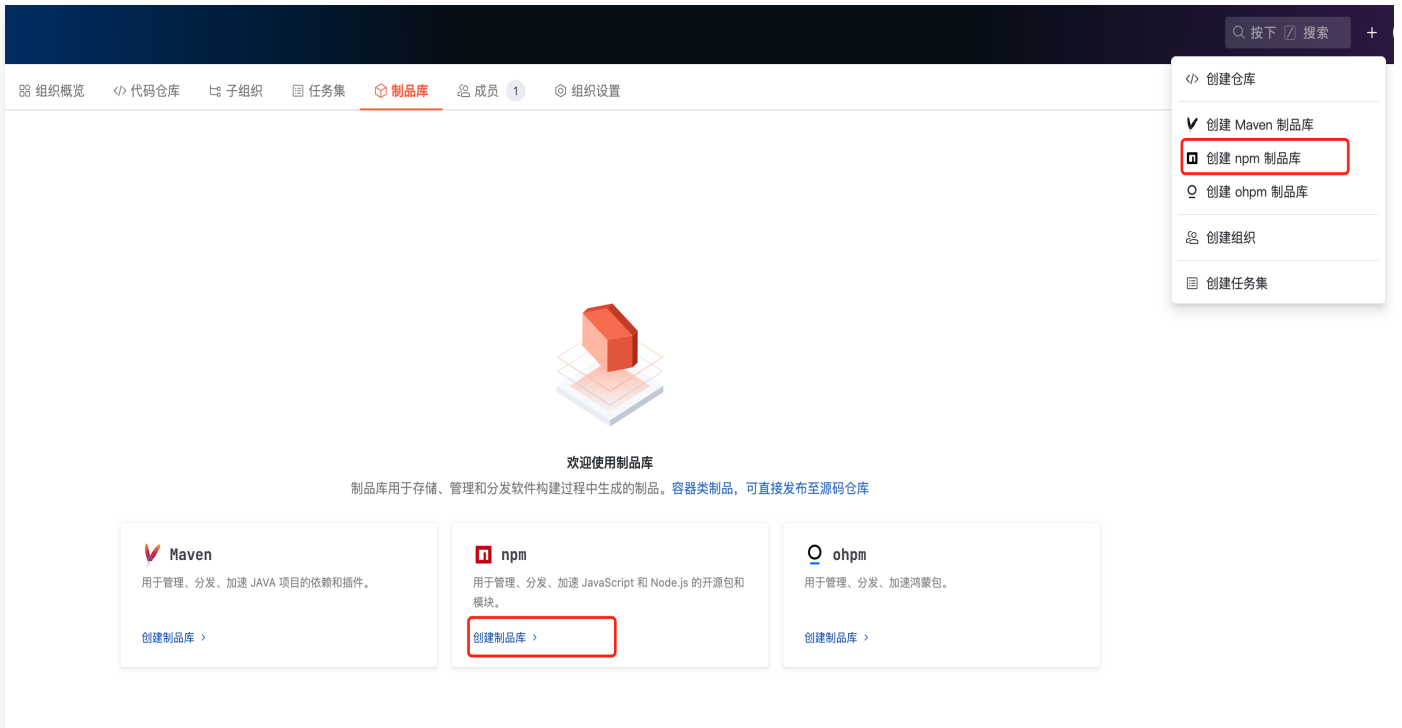 按下 / 搜索
+
组织概览 代码仓库 子组织 任务集 制品库 成员 1 组织设置
创建仓库
创建 Maven 制品库
创建 npm 制品库
创建 ohpm 制品库
创建组织
创建任务集
欢迎使用制品库
制品库用于存储、管理和分发软件构建过程中生成的制品。容器类制品，可直接发布至源码仓库
Maven
用于管理、分发、加速 JAVA 项目的依赖和插件。
创建制品库 >
npm
用于管理、分发、加速 JavaScript 和 Node.js 的开源包和
模块。
创建制品库 >
ohpm
用于管理、分发、加速鸿蒙包。
创建制品库 >